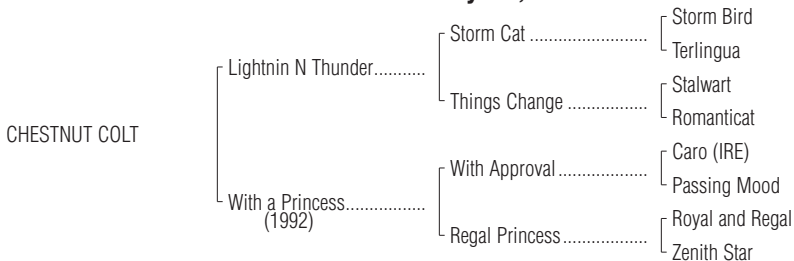 Storm Bird
Storm Cat ..........................
Terlingua
Lightnin N Thunder...........
Stalwart
Things Change ..................
Romanticat
CHESTNUT COLT
Caro (IRE)
With Approval....................
Passing Mood
With a Princess..................
(1992)
Royal and Regal
Regal Princess...................
Zenith Star